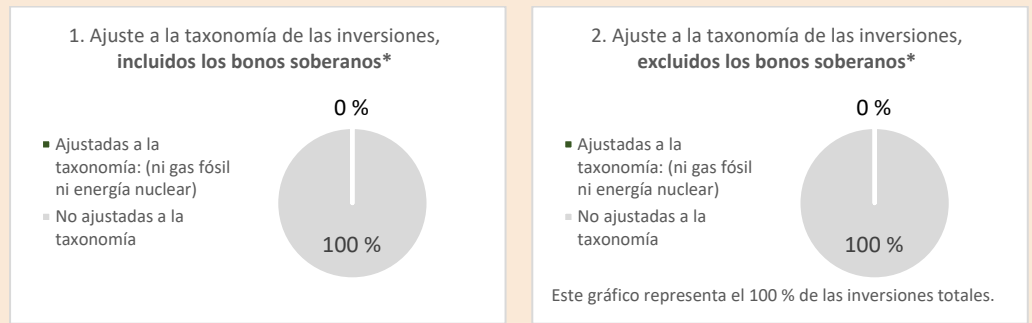 1. Ajuste a la taxonomía de las inversiones,
incluidos los bonos soberanos*
0 %
Ajustadas a la
taxonomía: (ni gas fósil
ni energía nuclear)
No ajustadas a la
taxonomía
100 %
2. Ajuste a la taxonomía de las inversiones,
excluidos los bonos soberanos*
0 %
Ajustadas a la
taxonomía: (ni gas fósil
ni energía nuclear)
No ajustadas a la
taxonomía
100 %
Este gráfico representa el 100 % de las inversiones totales.